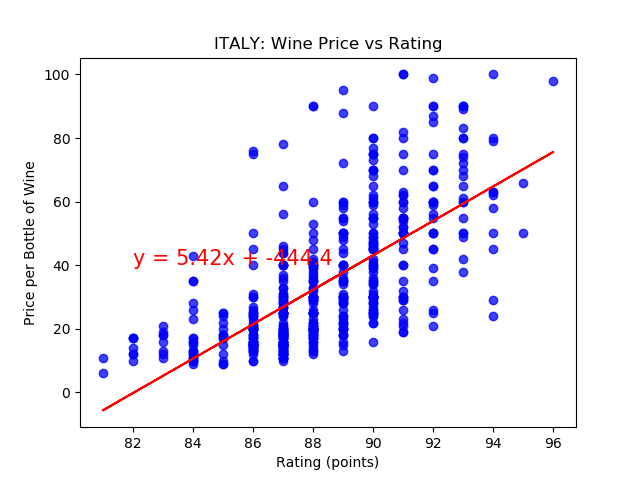 ITALY: Wine Price vs Rating
100
80
60
40
20
0
Price per Bottle of Wine
y = 5.42x + -444.4
82 84 86 88 90 92 94 96
Rating (points)